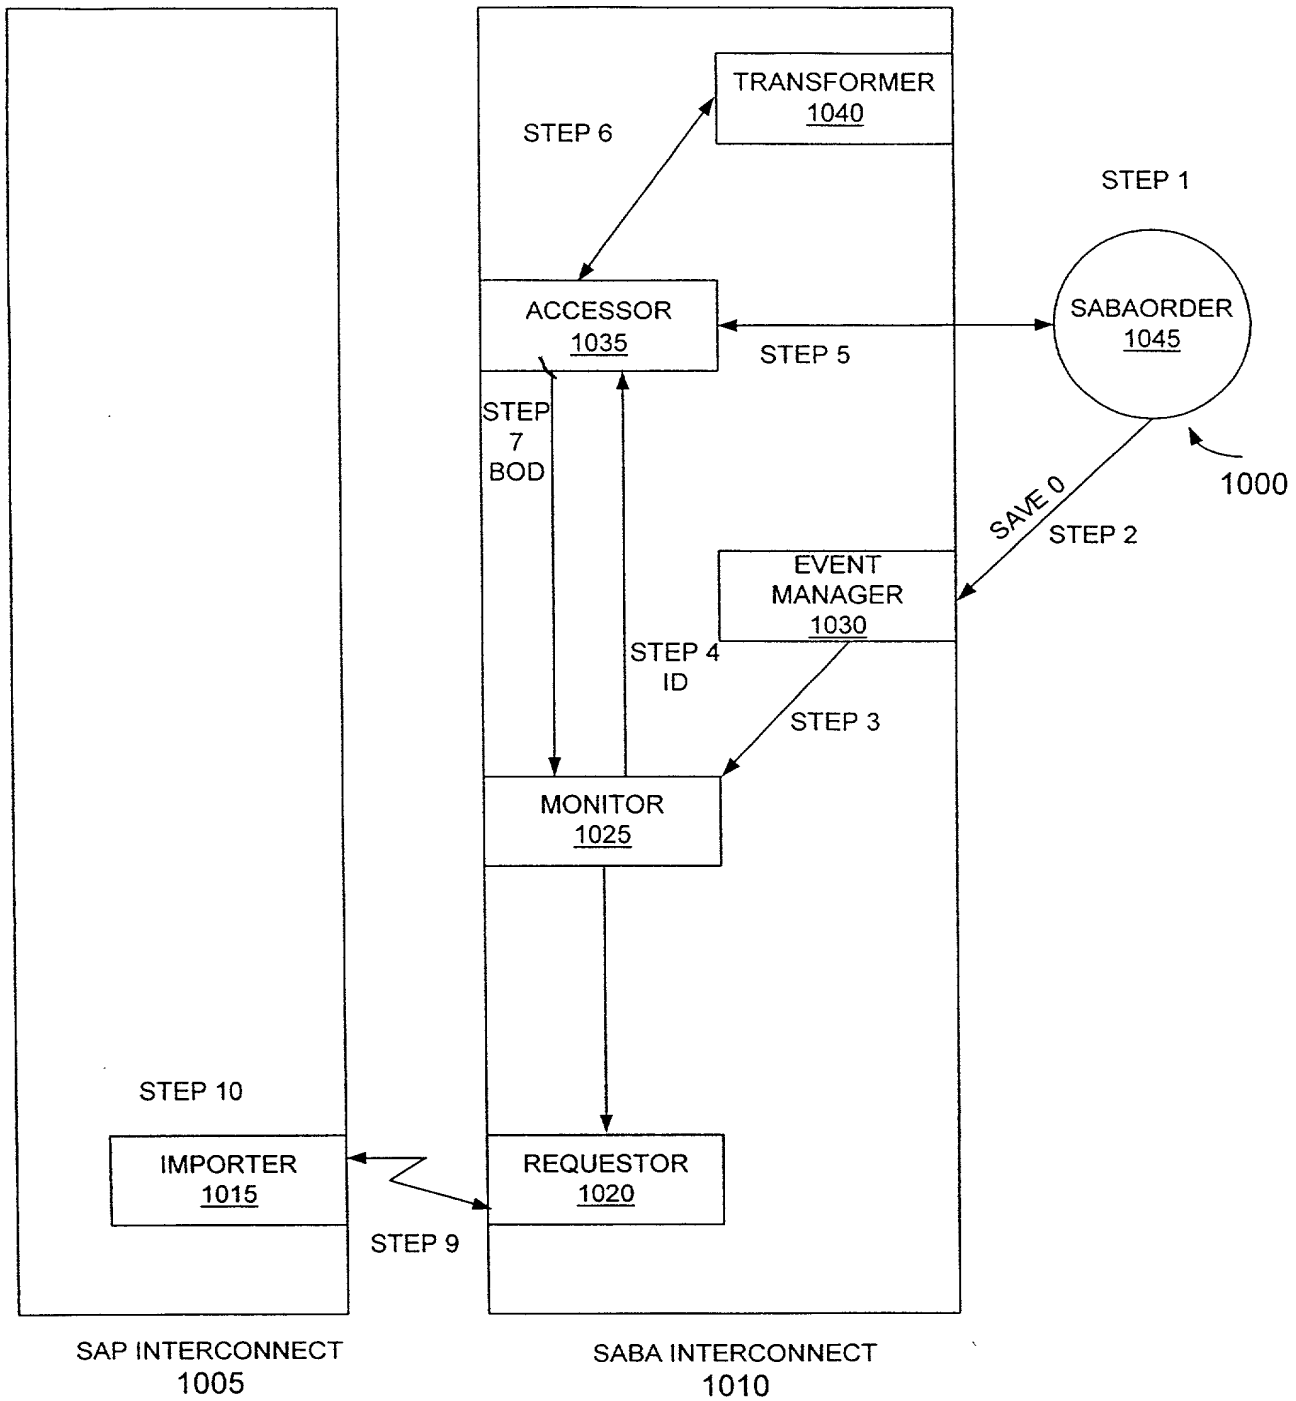 TRANSFORMER
1040
STEP 6
STEP 1
ACCESSOR
1035
SABAORDER
1045
STEP 5
STEP
7
BOD
1000
SAVE 0
STEP 2
EVENT
MANAGER
1030
STEP 4
ID
STEP 3
MONITOR
1025
STEP 10
IMPORTER
1015
REQUESTOR
1020
STEP 9
SAP INTERCONNECT
1005
SABA INTERCONNECT
1010